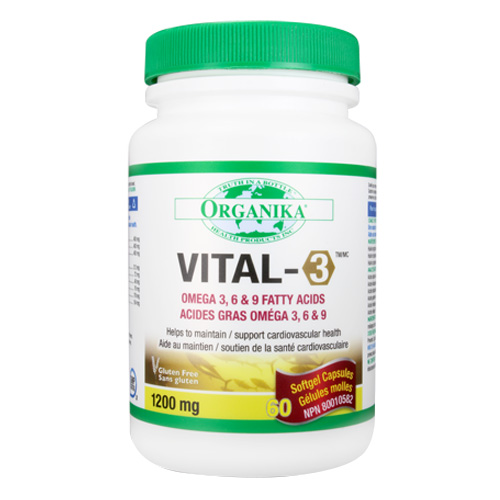 TRUTH IN A BOTTLE
ORGANIKA®
HEALTH PRODUCTS INC
VITAL-3 TM/MC
OMEGA 3, 6 & 9 FATTY ACIDS
ACIDES GRAS OMÉGA 3, 6 & 9
Helps to maintain / support cardiovascular health
Aide au maintien / soutien de la santé cardiovasculaire
Gluten Free
Sans gluten
1200 mg
60
Softgel Capsules
Gélules molles
NPN 80010582